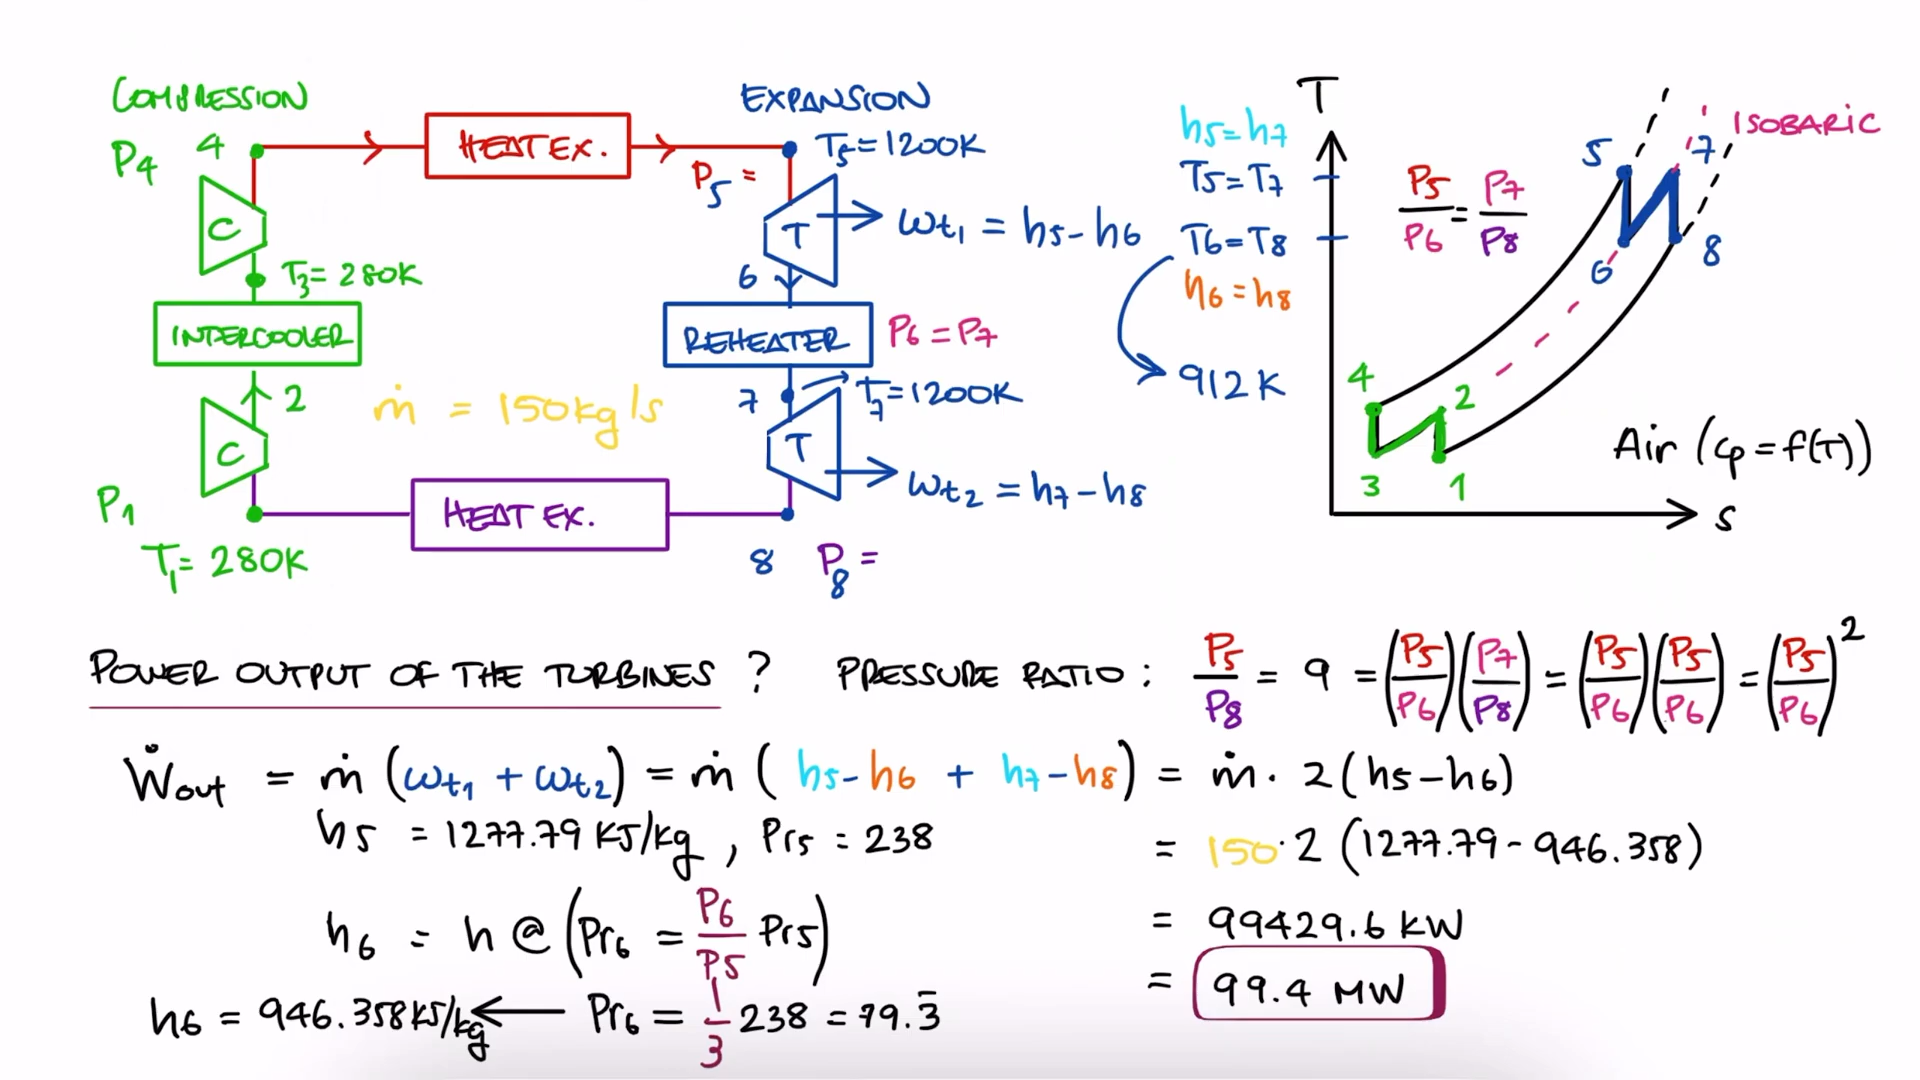 COMPRESSION
P4
4
HEAT EX.
EXPANSION
T5=1200K
P5 =
C
T
wt1 = h5-h6
6
T3=280K
INTERCOOLER
REHEATER
P6=P7
2
ṁ = 150kg/s
7
T7=1200K
C
T
wt2 = h7-h8
P1
HEAT EX.
T1=280K
8
P8 =
h5=h7
T5=T7
T6=T8
h6=h8
912K
T
P5/P6 = P7/P8
ISOBARIC
5
7
6
8
4
2
3
1
Air (cp=f(T))
s
POWER OUTPUT OF THE TURBINES ?
PRESSURE RATIO : P5/P8 = 9 = (P5/P6)(P7/P8) = (P5/P6)(P5/P6) = (P5/P6)²
Ẇout = ṁ (wt1 + wt2) = ṁ ( h5-h6 + h7-h8) = ṁ· 2(h5-h6)
h5 = 1277.79 KJ/kg , Pr5 = 238
= 150·2 (1277.79-946.358)
h6 = h @ (Pr6 = P6/P5 Pr5)
= 99429.6 kW
h6 = 946.358KJ/kg ← Pr6 = 1/3 238 = 79.3̅
= 99.4 MW